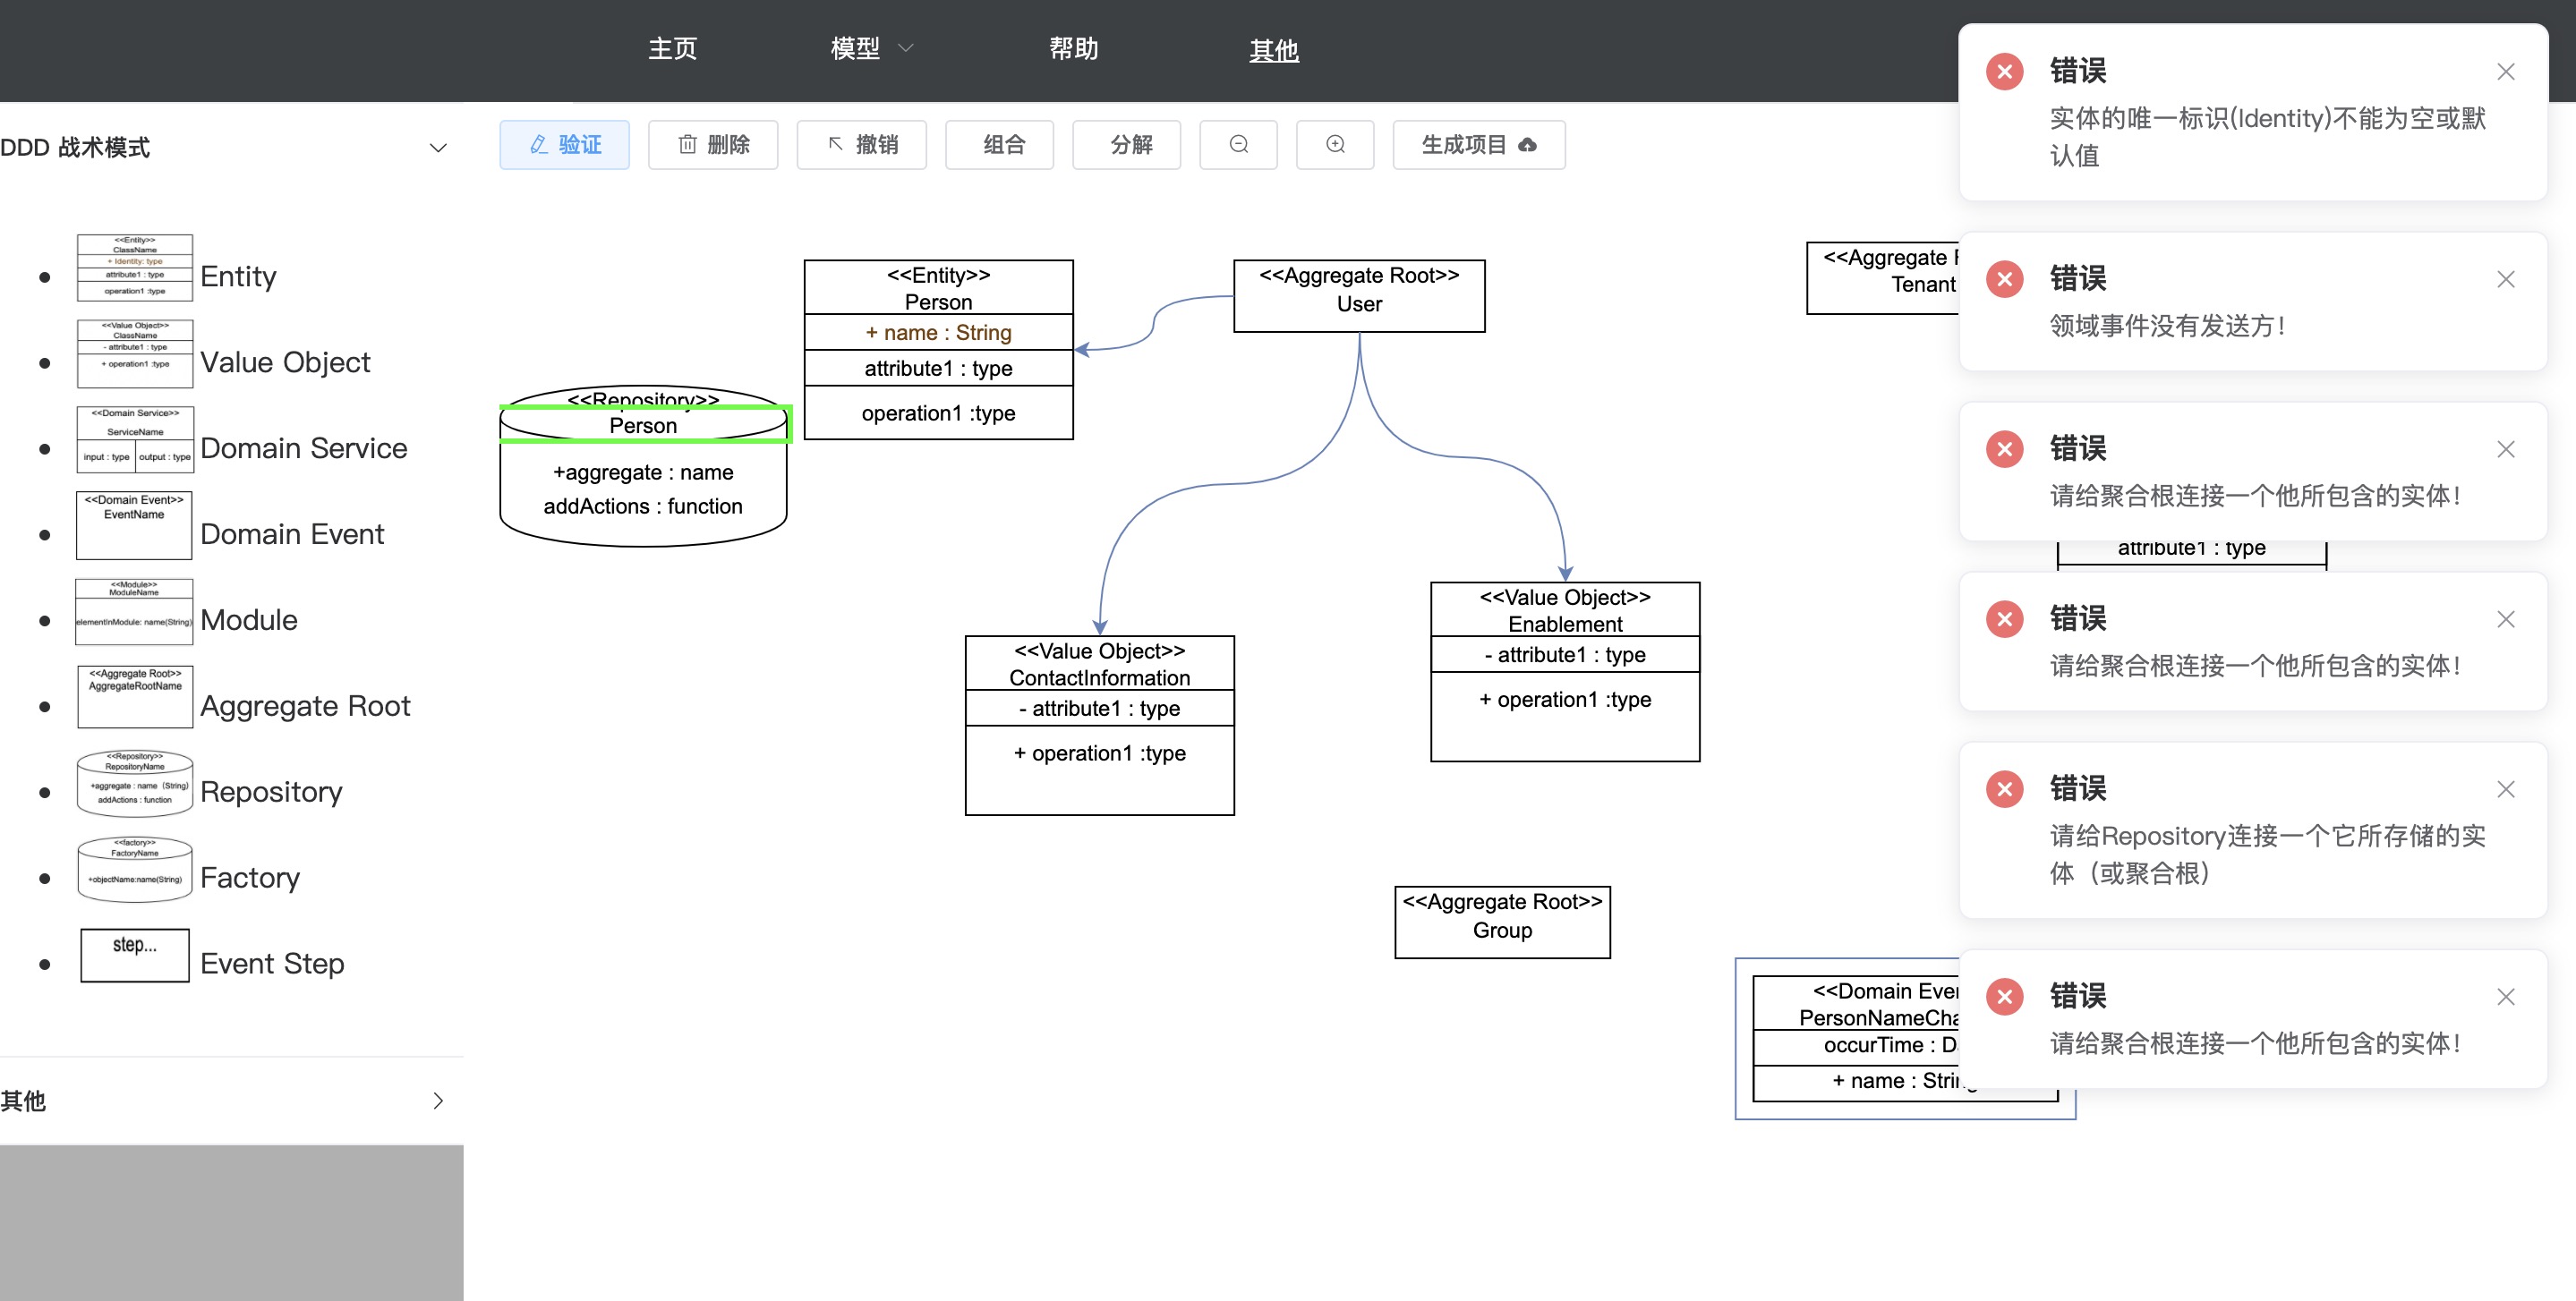 主页
模型
帮助
其他
DDD 战术模式
验证
删除
撤销
组合
分解
生成项目
<<Entity>>
ClassName
+ Identity: type
attribute1 : type
operation1 :type
Entity
<<Value Object>>
ClassName
- attribute1 : type
+ operation1 :type
Value Object
<<Domain Service>>
ServiceName
input : type
output : type
Domain Service
<<Domain Event>>
EventName
Domain Event
<<Module>>
ModuleName
elementInModule: name(String)
Module
<<Aggregate Root>>
AggregateRootName
Aggregate Root
<<Repository>>
RepositoryName
+aggregate : name (String)
addActions : function
Repository
<<factory>>
FactoryName
+objectName:name(String)
Factory
step...
Event Step
其他
<<Repository>>
Person
+aggregate : name
addActions : function
<<Entity>>
Person
+ name : String
attribute1 : type
operation1 :type
<<Aggregate Root>>
User
<<Value Object>>
ContactInformation
- attribute1 : type
+ operation1 :type
<<Value Object>>
Enablement
- attribute1 : type
+ operation1 :type
<<Aggregate Root>>
Group
<<Aggregate
Tenant
attribute1 : type
<<Domain Eve
PersonNameCha
occurTime : D
+ name : String
错误
实体的唯一标识(Identity)不能为空或默
认值
错误
领域事件没有发送方！
错误
请给聚合根连接一个他所包含的实体！
错误
请给聚合根连接一个他所包含的实体！
错误
请给Repository连接一个它所存储的实
体（或聚合根）
错误
请给聚合根连接一个他所包含的实体！